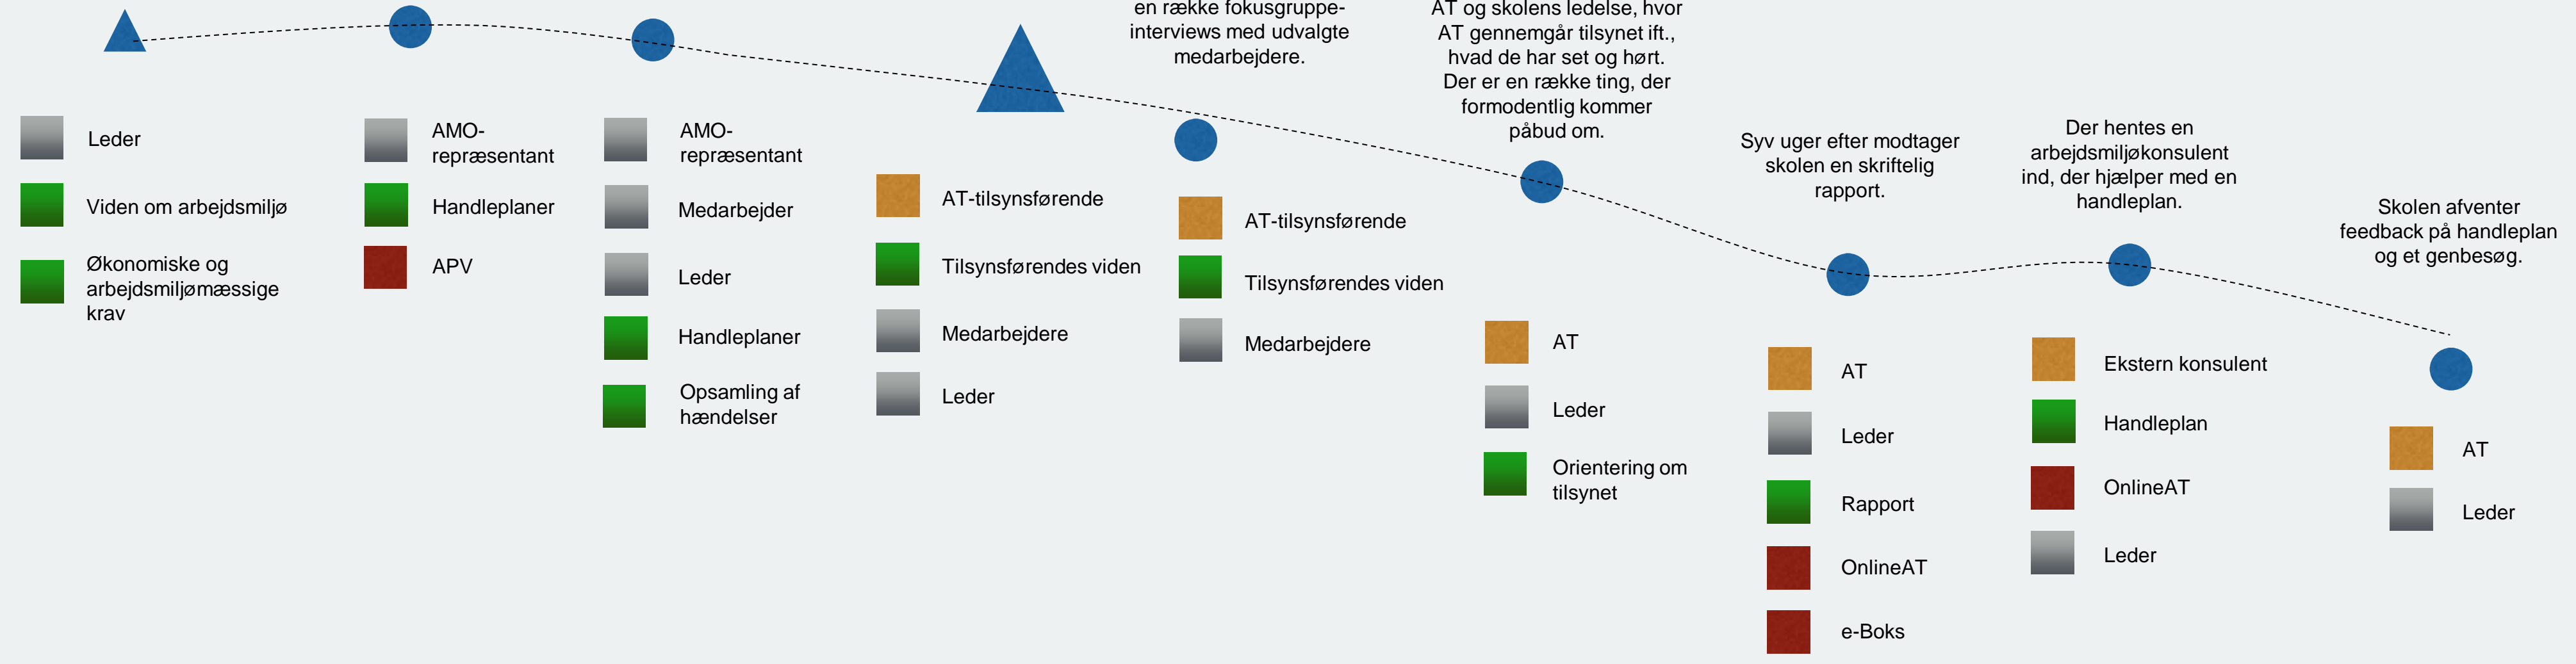 en række fokusgruppe-
interviews med udvalgte
medarbejdere.
AT og skolens ledelse, hvor
AT gennemgår tilsynet ift.,
hvad de har set og hørt.
Der er en række ting, der
formodentlig kommer
påbud om.
Syv uger efter modtager
skolen en skriftelig
rapport.
Der hentes en
arbejdsmiljøkonsulent
ind, der hjælper med en
handleplan.
Skolen afventer
feedback på handleplan
og et genbesøg.
Leder
Viden om arbejdsmiljø
Økonomiske og
arbejdsmiljømæssige
krav
AMO-
repræsentant
Handleplaner
APV
AMO-
repræsentant
Medarbejder
Leder
Handleplaner
Opsamling af
hændelser
AT-tilsynsførende
Tilsynsførendes viden
Medarbejdere
Leder
AT-tilsynsførende
Tilsynsførendes viden
Medarbejdere
AT
Leder
Orientering om
tilsynet
AT
Leder
Rapport
OnlineAT
e-Boks
Ekstern konsulent
Handleplan
OnlineAT
Leder
AT
Leder